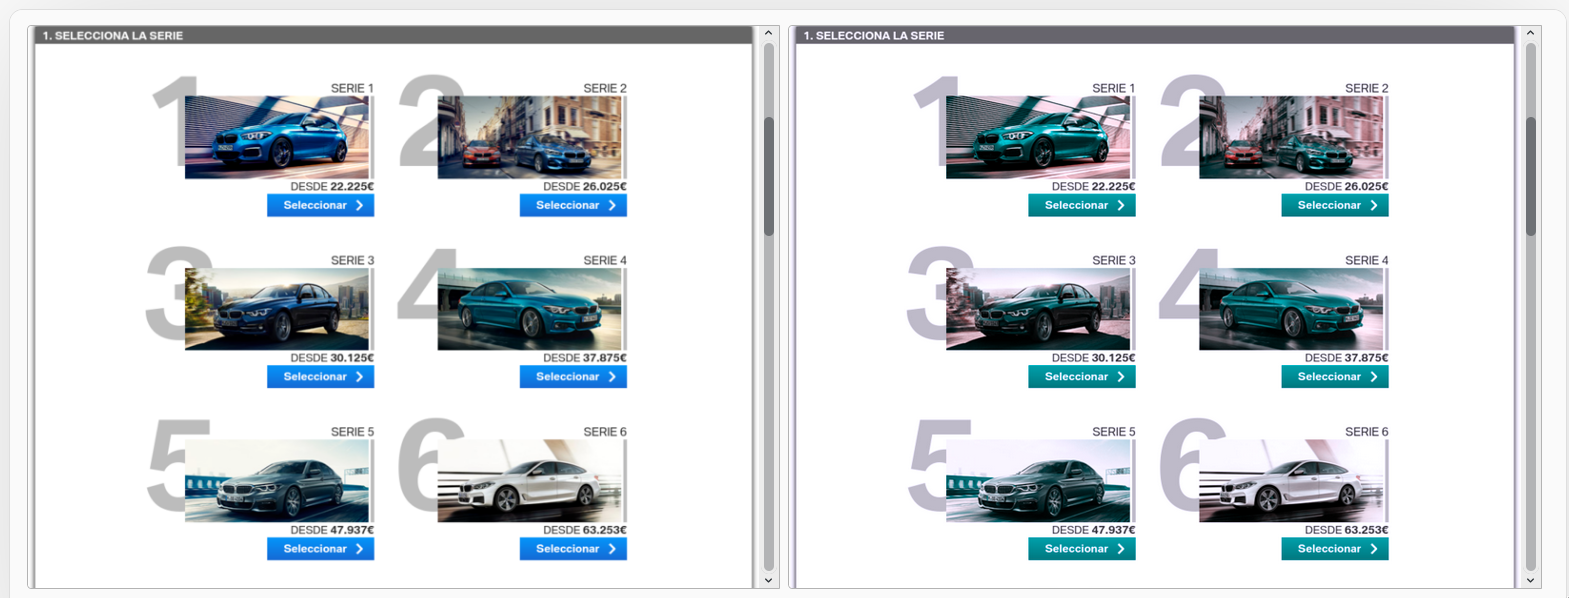 1. SELECCIONA LA SERIE
1
SERIE 1
DESDE 22.225€
Seleccionar
2
SERIE 2
DESDE 26.025€
Seleccionar
3
SERIE 3
DESDE 30.125€
Seleccionar
4
SERIE 4
DESDE 37.875€
Seleccionar
5
SERIE 5
DESDE 47.937€
Seleccionar
6
SERIE 6
DESDE 63.253€
Seleccionar
1. SELECCIONA LA SERIE
1
SERIE 1
DESDE 22.225€
Seleccionar
2
SERIE 2
DESDE 26.025€
Seleccionar
3
SERIE 3
DESDE 30.125€
Seleccionar
4
SERIE 4
DESDE 37.875€
Seleccionar
5
SERIE 5
DESDE 47.937€
Seleccionar
6
SERIE 6
DESDE 63.253€
Seleccionar